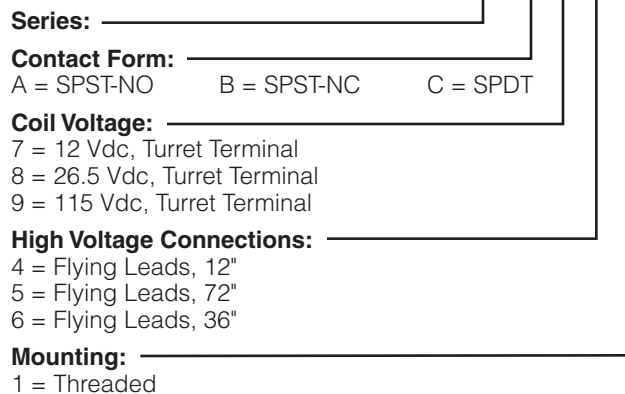 Series:
Contact Form:
A = SPST-NO B = SPST-NC C = SPDT
Coil Voltage:
7 = 12 Vdc, Turret Terminal
8 = 26.5 Vdc, Turret Terminal
9 = 115 Vdc, Turret Terminal
High Voltage Connections:
4 = Flying Leads, 12"
5 = Flying Leads, 72"
6 = Flying Leads, 36"
Mounting:
1 = Threaded